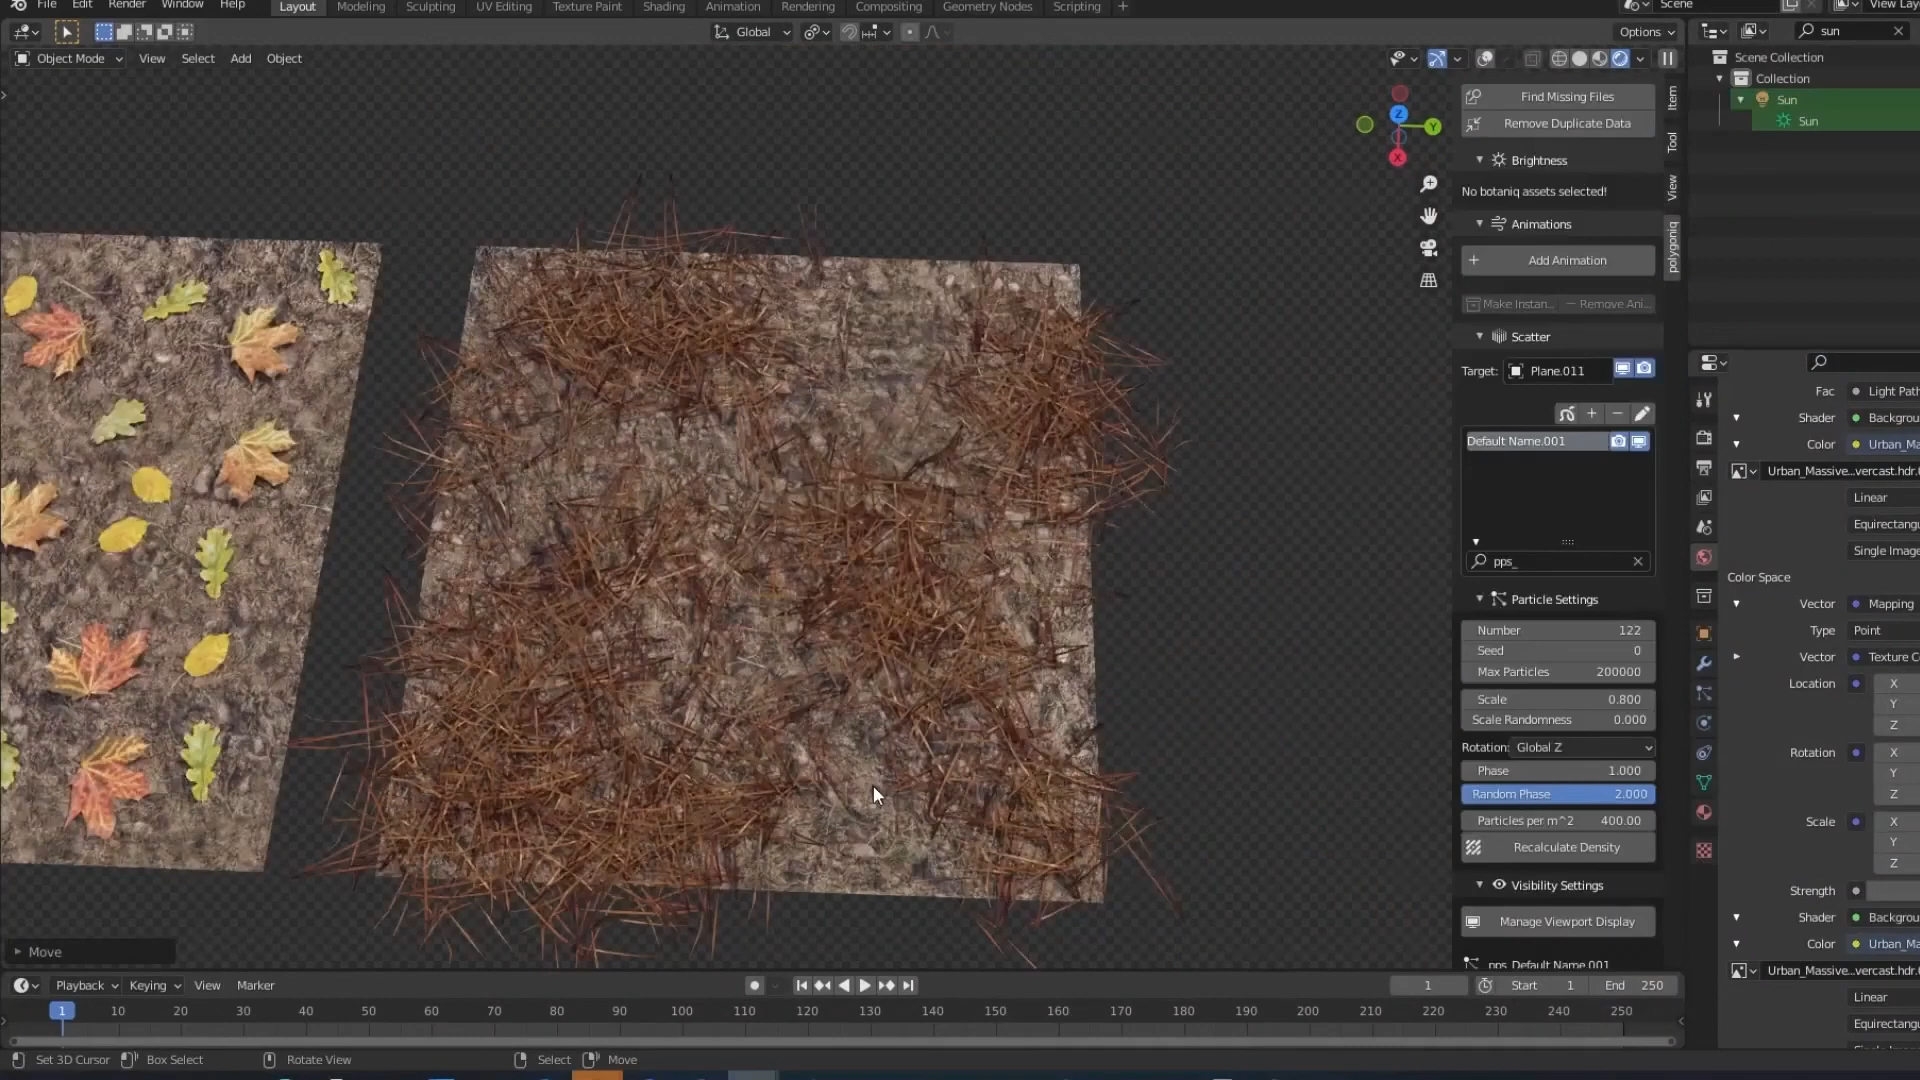 File Edit Render Window Help Layout Modeling Sculpting UV Editing Texture Paint Shading Animation Rendering Compositing Geometry Nodes Scripting + Scene View Lay
Global Options sun
Object Mode View Select Add Object Scene Collection
Collection
Sun
Sun
Find Missing Files
Remove Duplicate Data
Brightness
No botaniq assets selected!
Animations
Add Animation
Make Instan... Remove Ani...
Scatter
Target: Plane.011
Default Name.001
pps_
Particle Settings
Number 122
Seed 0
Max Particles 200000
Scale 0.800
Scale Randomness 0.000
Rotation: Global Z
Phase 1.000
Random Phase 2.000
Particles per m^2 400.00
Recalculate Density
Visibility Settings
Manage Viewport Display
pps_Default Name.001
Item
Tool
View
polygoniq
Z
Y
X
Fac Light Path
Shader Backgrou
Color Urban_Ma
Urban_Massive...vercast.hdr.
Linear
Equirectangu
Single Image
Color Space
Vector Mapping
Type Point
Vector Texture Co
Location X
Y
Z
Rotation X
Y
Z
Scale X
Y
Z
Strength
Shader Backgrou
Color Urban_Ma
Urban_Massive...vercast.hdr.
Linear
Equirectangu
Move
Playback Keying View Marker 1 Start 1 End 250
1 10 20 30 40 50 60 70 80 90 100 110 120 130 140 150 160 170 180 190 200 210 220 230 240 250
Set 3D Cursor Box Select Rotate View Select Move